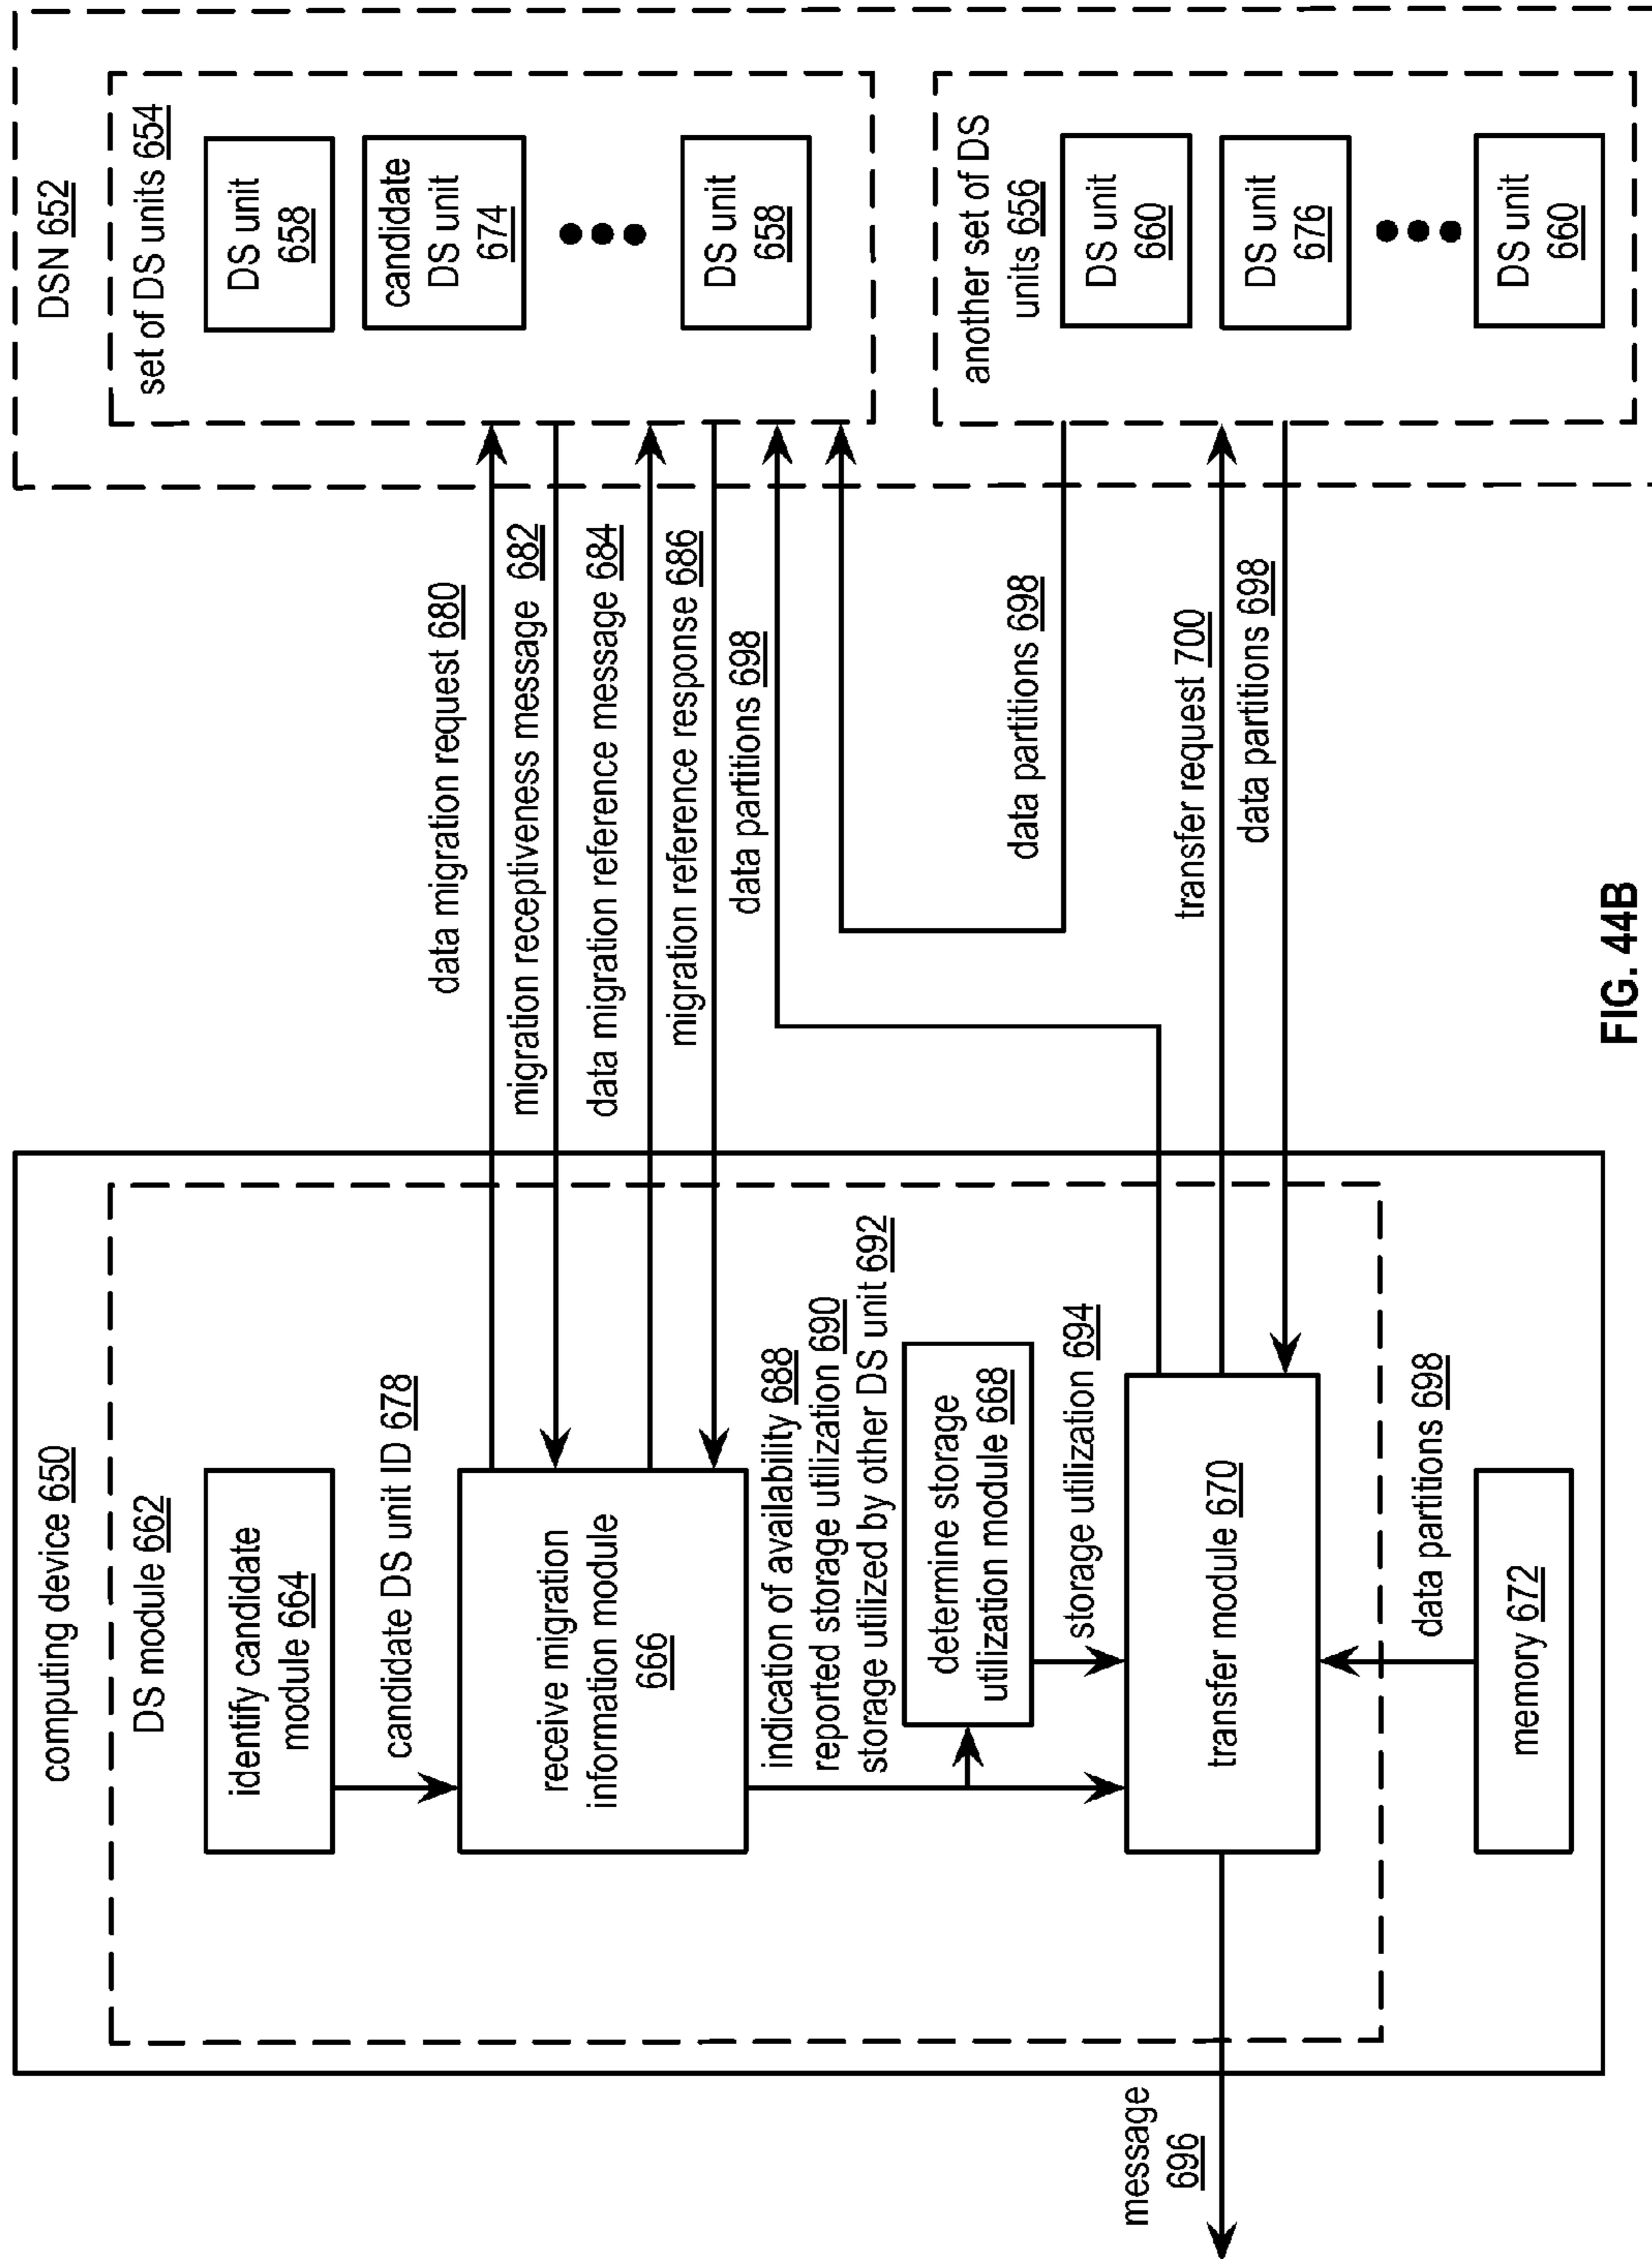 computing device 650
DS module 662
identify candidate
module 664
candidate DS unit ID 678
receive migration
information module
666
indication of availability 688
reported storage utilization 690
storage utilized by other DS unit 692
determine storage
utilization module 668
storage utilization 694
transfer module 670
data partitions 698
memory 672
message
696
data migration request 680
migration receptiveness message 682
data migration reference message 684
migration reference response 686
data partitions 698
data partitions 698
transfer request 700
data partitions 698
DSN 652
set of DS units 654
DS unit
658
candidate
DS unit
674
DS unit
658
another set of DS
units 656
DS unit
660
DS unit
676
DS unit
660
FIG. 44B